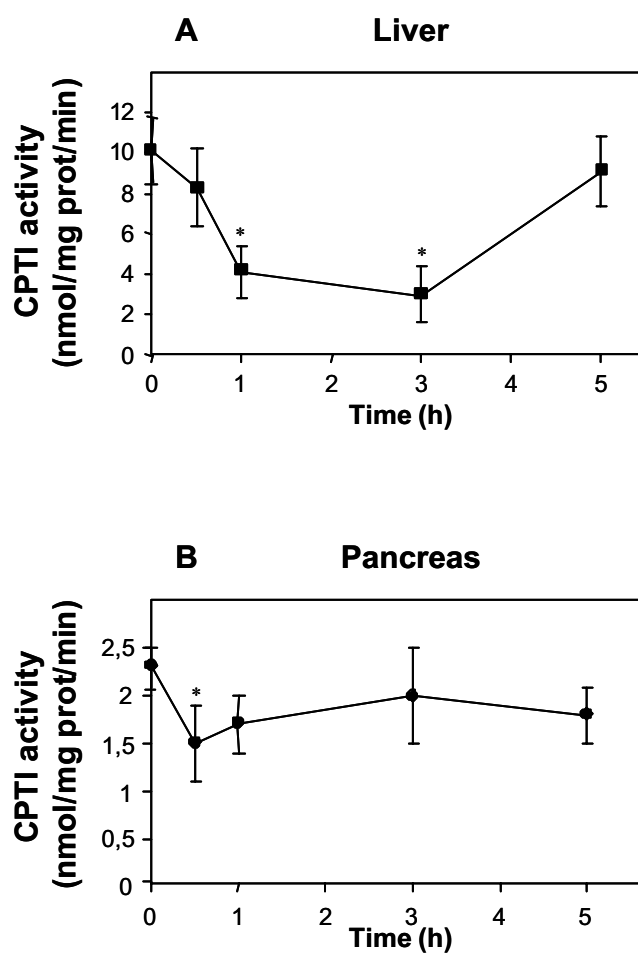 A Liver
CPTI activity
(nmol/mg prot/min)
12
10
8
6
4
2
0
*
*
0 1 2 3 4 5
Time (h)
B Pancreas
CPTI activity
(nmol/mg prot/min)
2,5
2
1,5
1
0,5
0
*
0 1 2 3 4 5
Time (h)